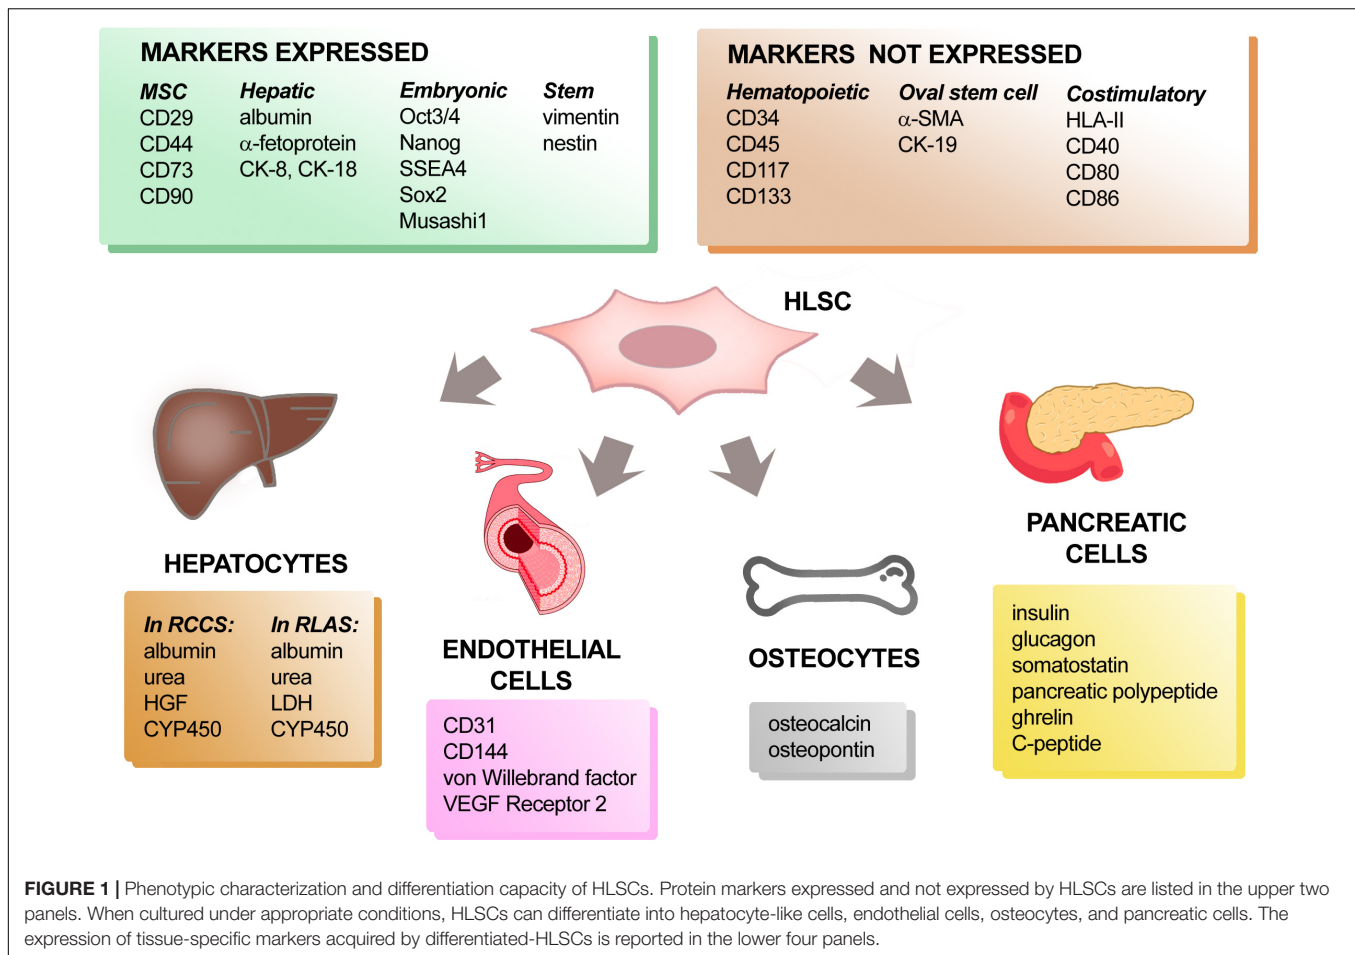 MARKERS EXPRESSED
MSC
CD29
CD44
CD73
CD90
Hepatic
albumin
α-fetoprotein
CK-8, CK-18
Embryonic
Oct3/4
Nanog
SSEA4
Sox2
Musashi1
Stem
vimentin
nestin
MARKERS NOT EXPRESSED
Hematopoietic
CD34
CD45
CD117
CD133
Oval stem cell
α-SMA
CK-19
Costimulatory
HLA-II
CD40
CD80
CD86
HLSC
HEPATOCYTES
In RCCS:
albumin
urea
HGF
CYP450
In RLAS:
albumin
urea
LDH
CYP450
ENDOTHELIAL
CELLS
CD31
CD144
von Willebrand factor
VEGF Receptor 2
OSTEOCYTES
osteocalcin
osteopontin
PANCREATIC
CELLS
insulin
glucagon
somatostatin
pancreatic polypeptide
ghrelin
C-peptide
FIGURE 1 | Phenotypic characterization and differentiation capacity of HLSCs. Protein markers expressed and not expressed by HLSCs are listed in the upper two
panels. When cultured under appropriate conditions, HLSCs can differentiate into hepatocyte-like cells, endothelial cells, osteocytes, and pancreatic cells. The
expression of tissue-specific markers acquired by differentiated-HLSCs is reported in the lower four panels.